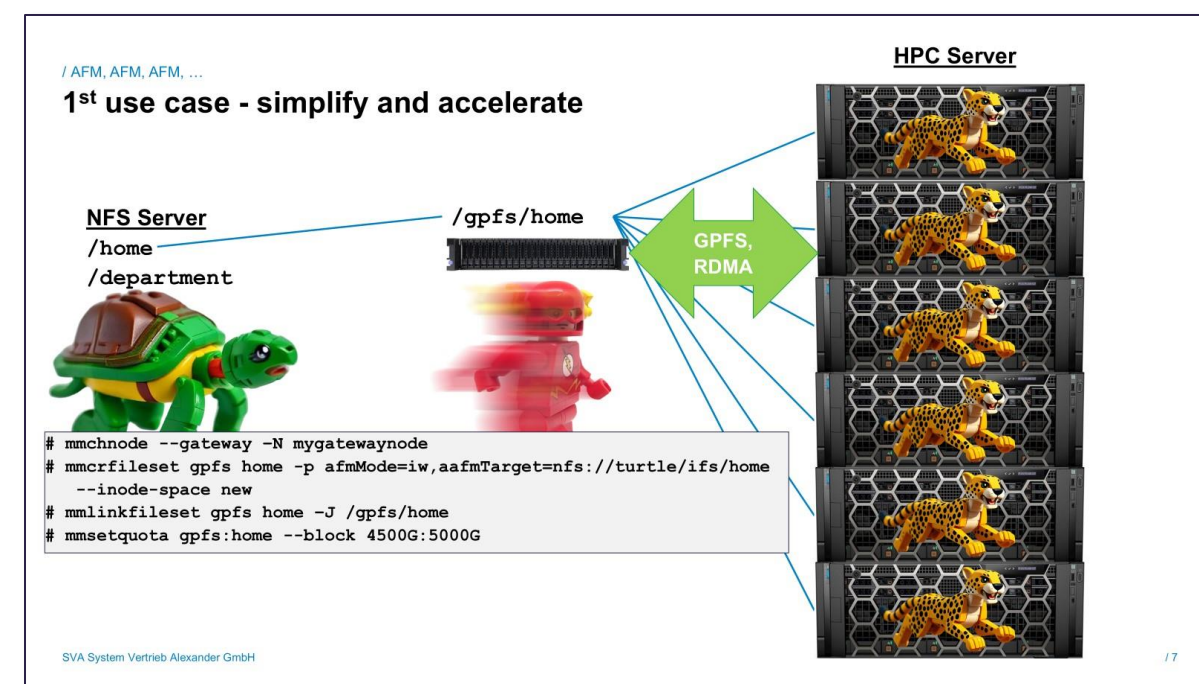 / AFM, AFM, AFM, …
1st use case - simplify and accelerate
HPC Server
NFS Server
/home
/department
/gpfs/home
GPFS,
RDMA
# mmchnode --gateway –N mygatewaynode
# mmcrfileset gpfs home -p afmMode=iw,aafmTarget=nfs://turtle/ifs/home
--inode-space new
# mmlinkfileset gpfs home –J /gpfs/home
# mmsetquota gpfs:home --block 4500G:5000G
SVA System Vertrieb Alexander GmbH
/ 7